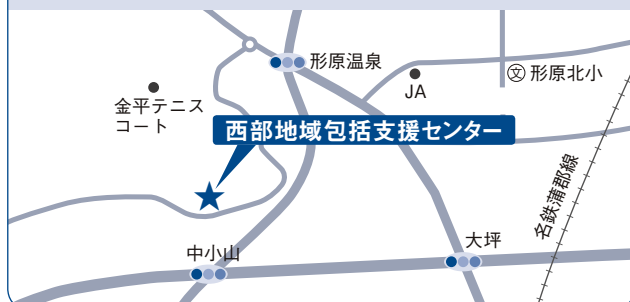 形原温泉
JA
文 形原北小
金平テニス
コート
西部地域包括支援センター
名鉄蒲郡線
中小山
大坪